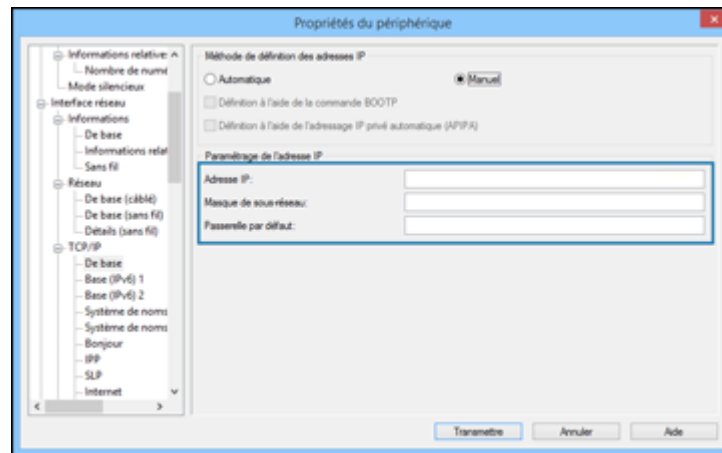 Propriétés du périphérique
Informations relative:
Nombre de numé
Mode silencieux
Interface réseau
Informations
De base
Informations relat
Sans fil
Réseau
De base (câblé)
De base (sans fil)
Détails (sans fil)
TCP/IP
De base
Base (IPv6) 1
Base (IPv6) 2
Système de noms
Système de noms
Bonjour
IPP
SLP
Internet
Méthode de définition des adresses IP
Automatique
Manuel
Définition à l'aide de la commande BOOTP
Définition à l'aide de l'adressage IP privé automatique (APIPA)
Paramétrage de l'adresse IP
Adresse IP:
Masque de sous-réseau:
Passerelle par défaut:
Transmettre
Annuler
Aide